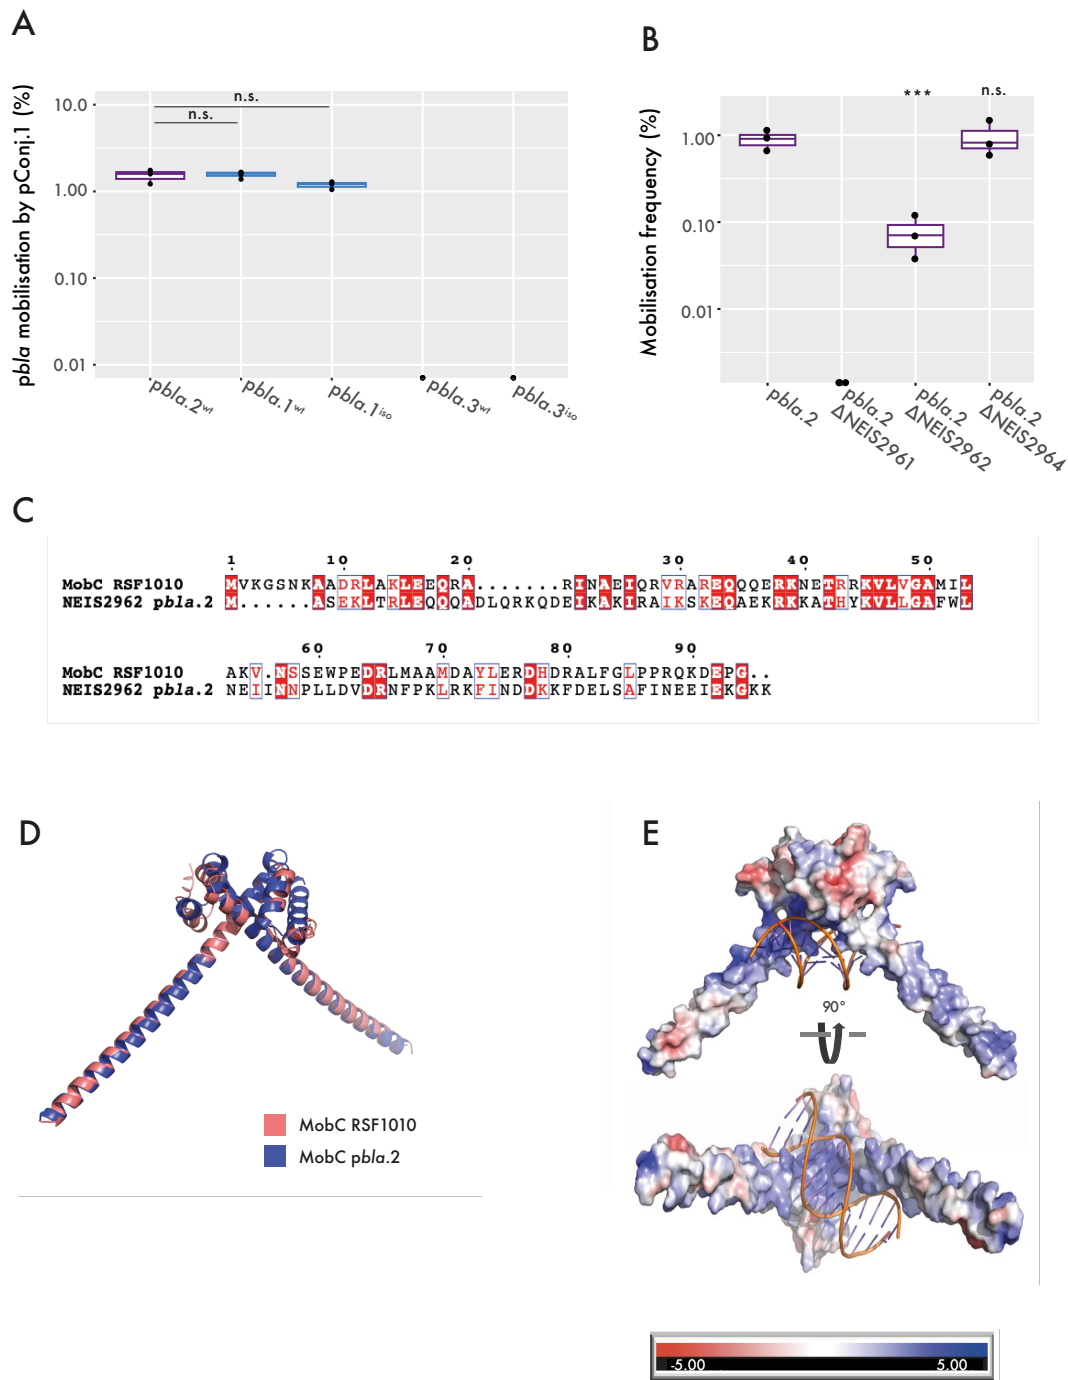 A
pbla mobilisation by pConj.1 (%)
10.0
1.00
0.10
0.01
n.s.
n.s.
pbla.2wt
pbla.1wt
pbla.1iso
pbla.3wt
pbla.3iso
B
Mobilisation frequency (%)
1.00
0.10
0.01
***
n.s.
pbla.2
pbla.2
ΔNEIS2961
pbla.2
ΔNEIS2962
pbla.2
ΔNEIS2964
C
1 10 20 30 40 50
MobC RSF1010 MVKGSNKAADRLAKLEEQRA.......RINAEIQRVRAREQQQERKNETRRKVLVGAMIL
NEIS2962 pbla.2 M......ASEKLTRLEQQQADLQRKQDEIKAKIRAIKSKEQAEKRKKATHYKVLLGAFWL
60 70 80 90
MobC RSF1010 AKV.NSSEWPEDRLMAAMDAYLERDHDRALFGLPPRQKDEPG..
NEIS2962 pbla.2 NEIINNPLLDVDRNFPKLRKFINDDKKFDELSAFINEEIEKGKK
D
MobC RSF1010
MobC pbla.2
E
90°
-5.00 5.00